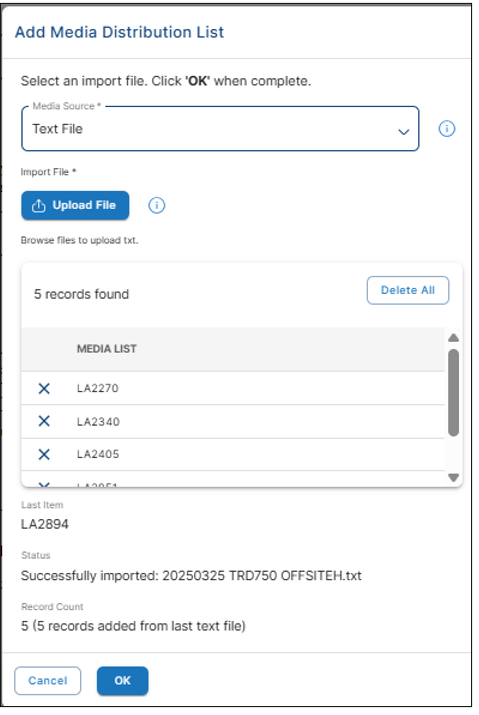 Add Media Distribution List
Select an import file. Click 'OK' when complete.
Media Source *
Text File
Import File *
Upload File
Browse files to upload txt.
5 records found
Delete All
MEDIA LIST
LA2270
LA2340
LA2405
Last Item
LA2894
Status
Successfully imported: 20250325 TRD750 OFFSITEH.txt
Record Count
5 (5 records added from last text file)
Cancel
OK